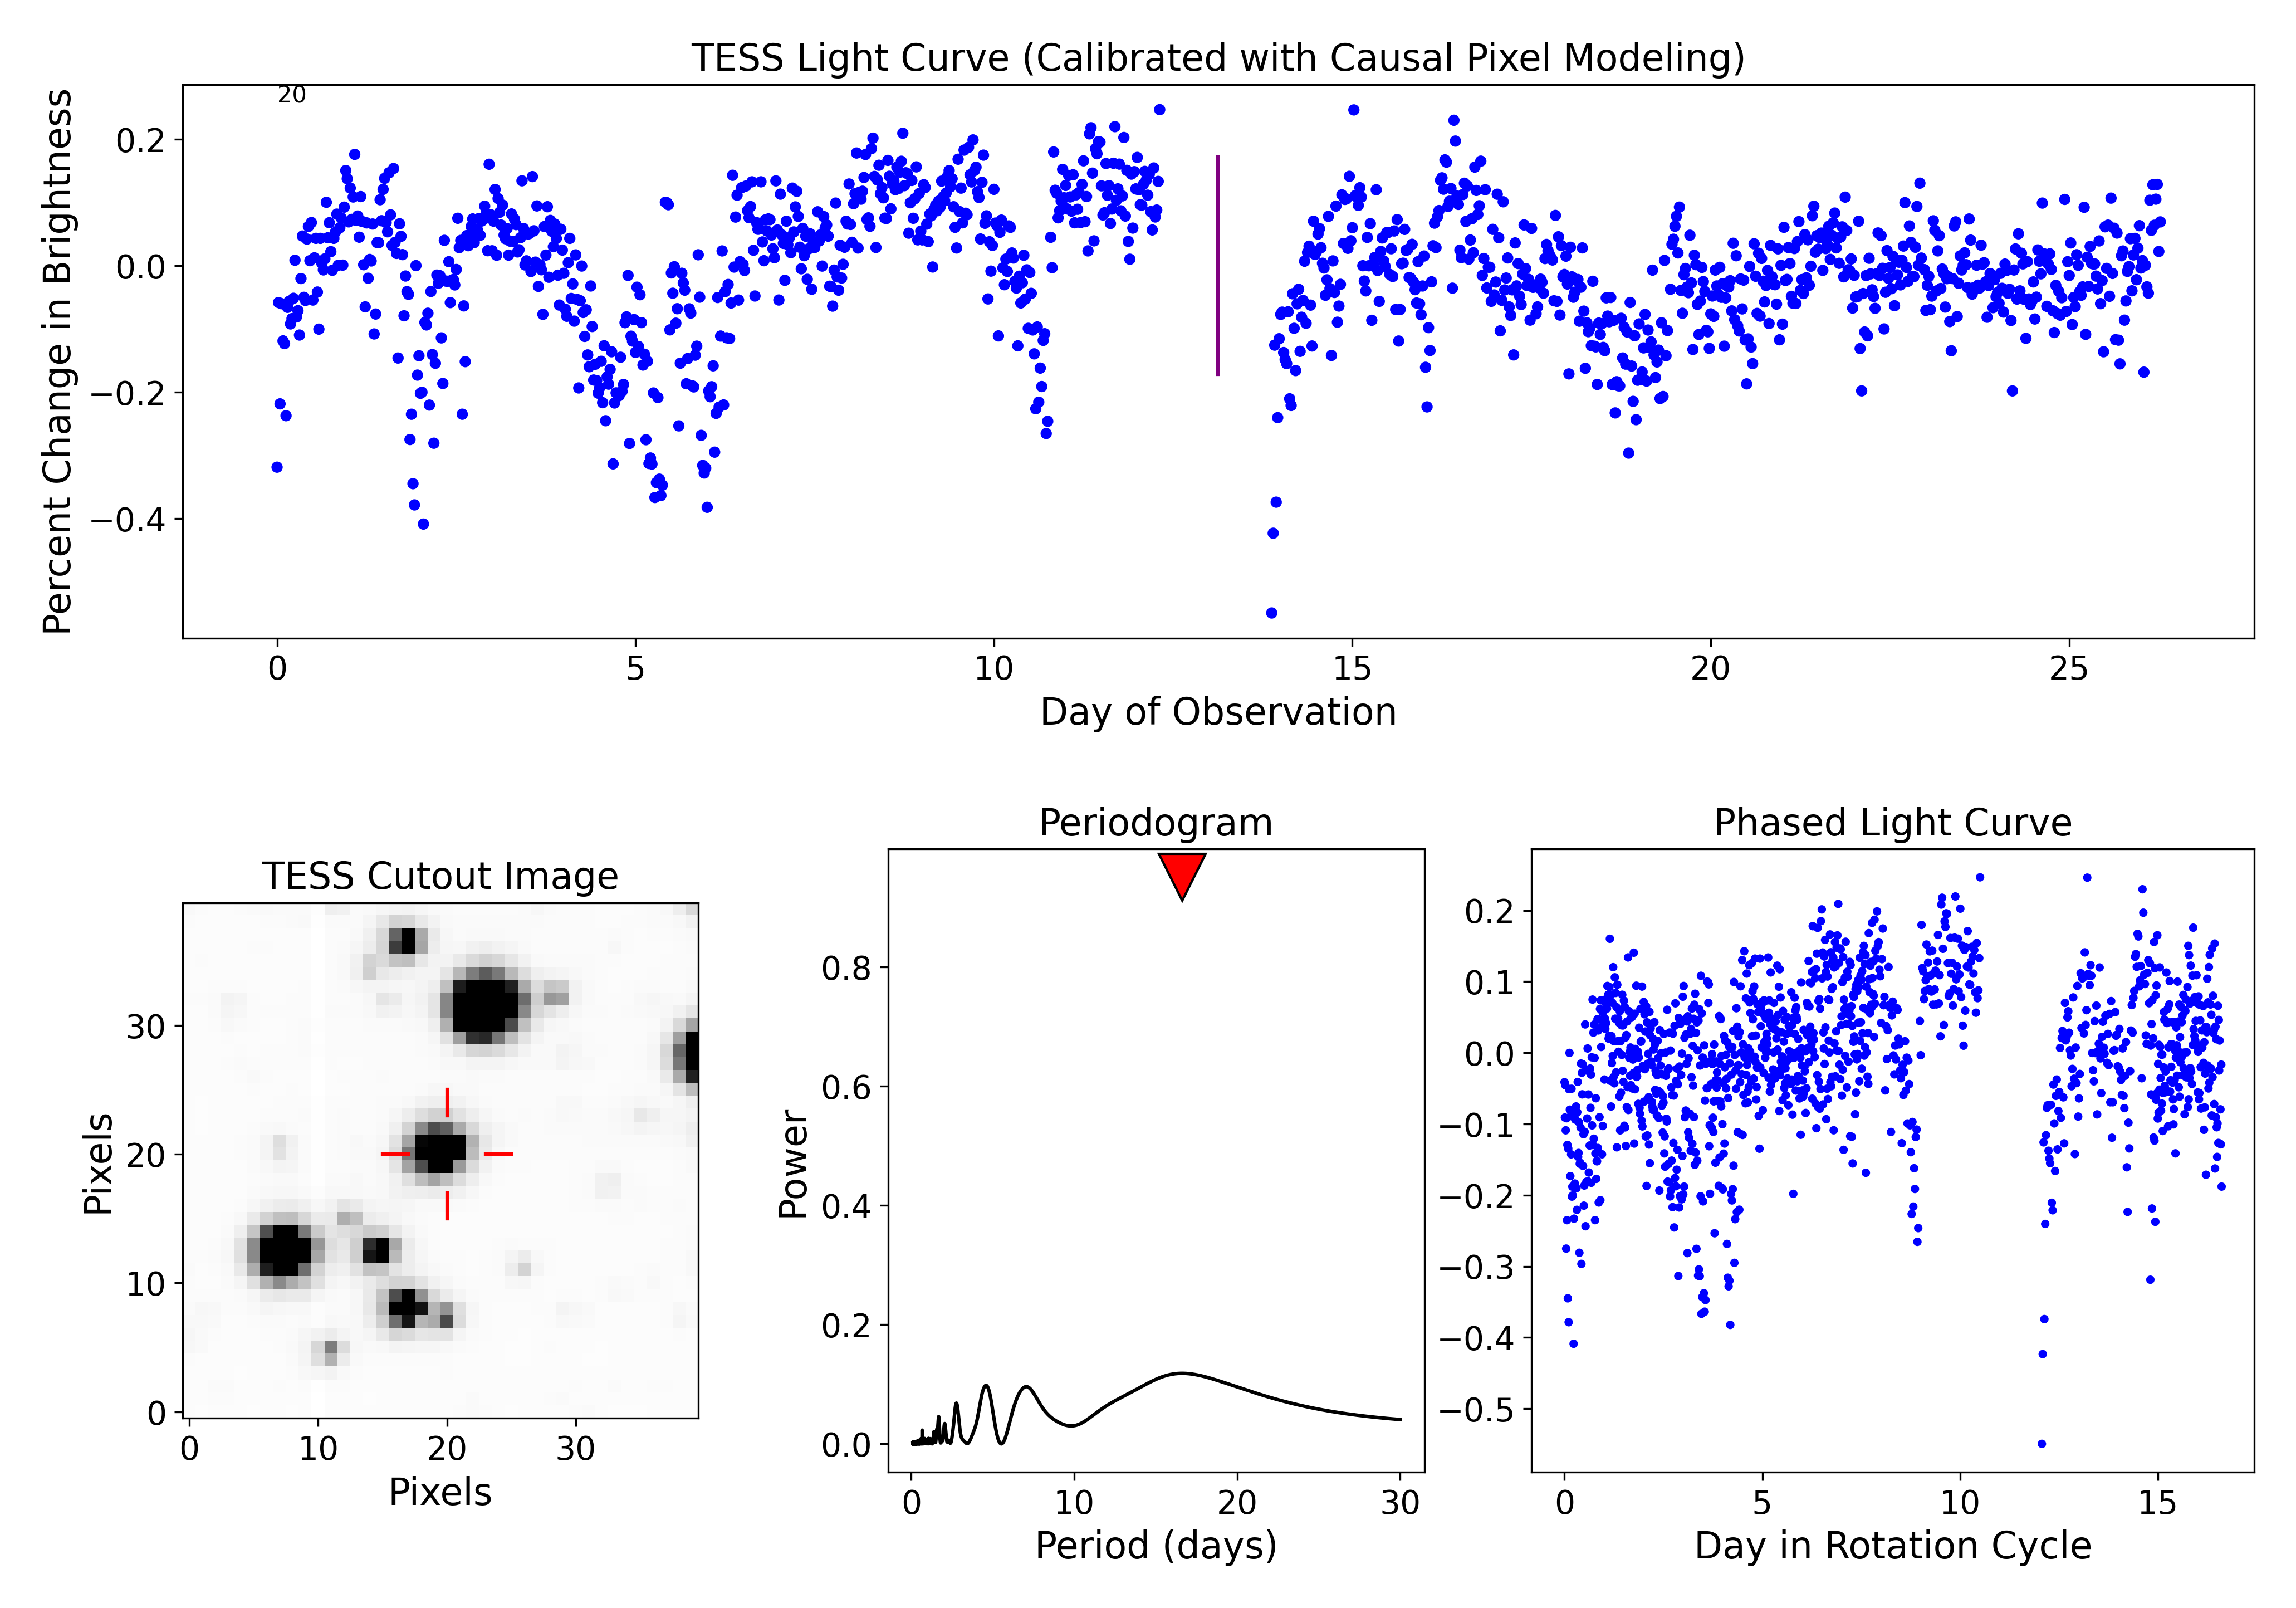 TESS Light Curve (Calibrated with Causal Pixel Modeling)
20
Percent Change in Brightness
0.2
0.0
−0.2
−0.4
0 5 10 15 20 25
Day of Observation
TESS Cutout Image
Pixels
30
20
10
0
0 10 20 30
Pixels
Periodogram
Power
0.8
0.6
0.4
0.2
0.0
0 10 20 30
Period (days)
Phased Light Curve
0.2
0.1
0.0
−0.1
−0.2
−0.3
−0.4
−0.5
0 5 10 15
Day in Rotation Cycle